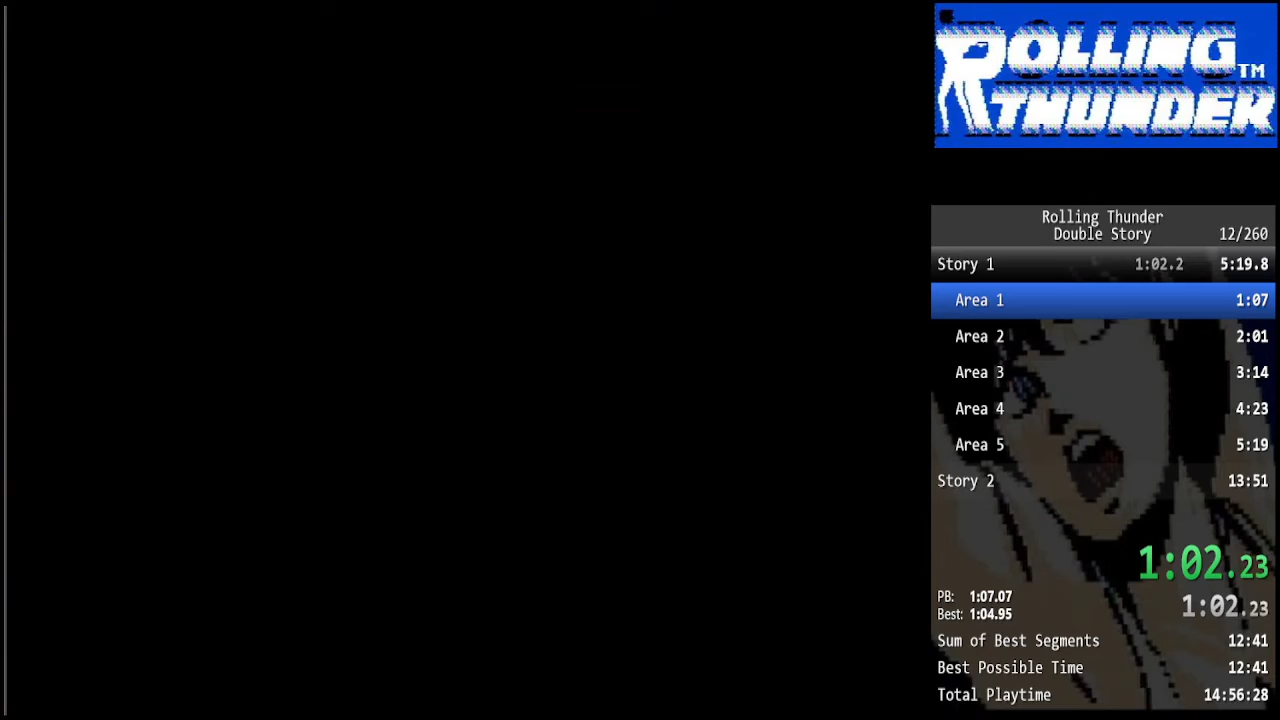 ROLLING
THUNDER TM
Rolling Thunder
Double Story 12/260
Story 1 1:02.2 5:19.8
Area 1 1:07
Area 2 2:01
Area 3 3:14
Area 4 4:23
Area 5 5:19
Story 2 13:51
1:02.23
PB: 1:07.07
1:02.23
Best: 1:04.95
Sum of Best Segments 12:41
Best Possible Time 12:41
Total Playtime 14:56:28